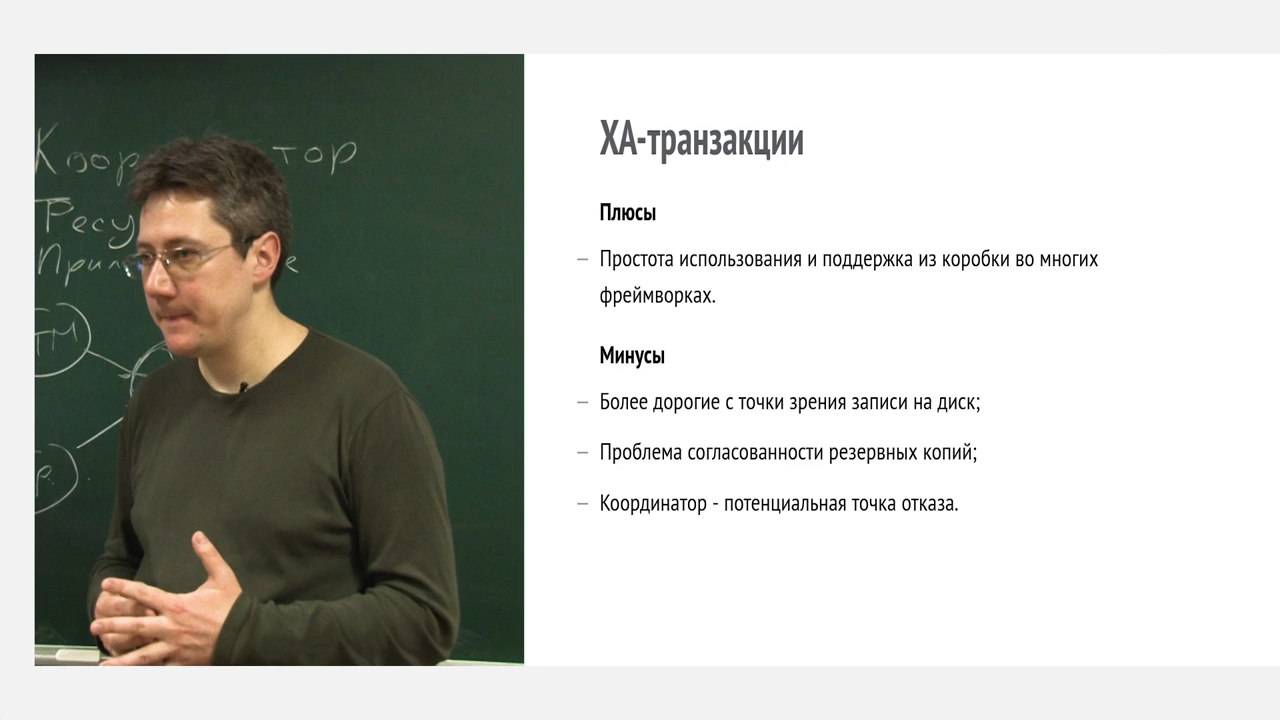 ХА-транзакции
Плюсы
– Простота использования и поддержка из коробки во многих
фреймворках.
Минусы
– Более дорогие с точки зрения записи на диск;
– Проблема согласованности резервных копий;
– Координатор - потенциальная точка отказа.